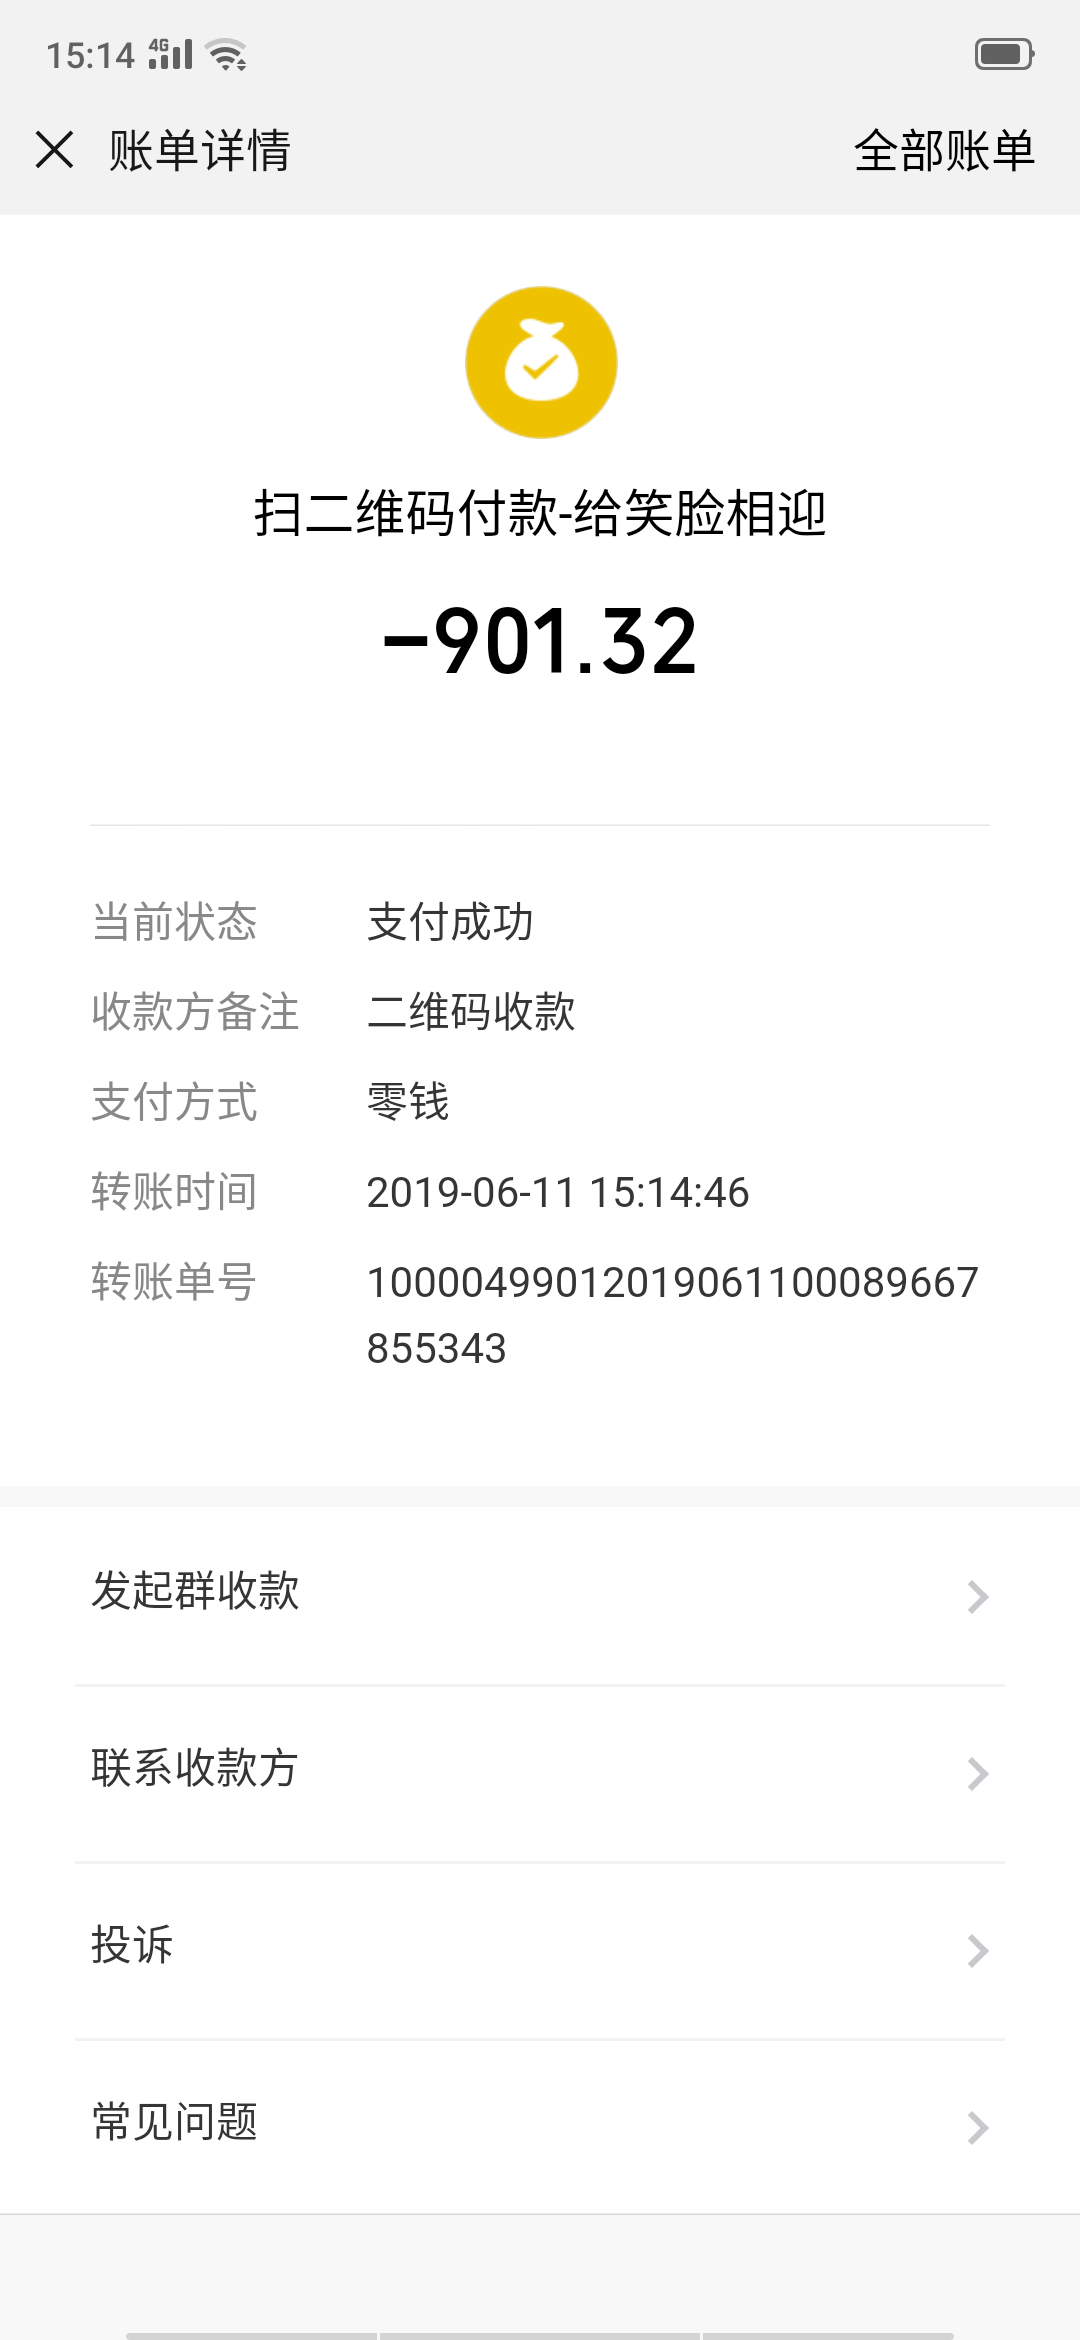 15:14 4G
账单详情 全部账单
扫二维码付款-给笑脸相迎
-901.32
当前状态 支付成功
收款方备注 二维码收款
支付方式 零钱
转账时间 2019-06-11 15:14:46
转账单号 10000499012019061100089667
855343
发起群收款
联系收款方
投诉
常见问题